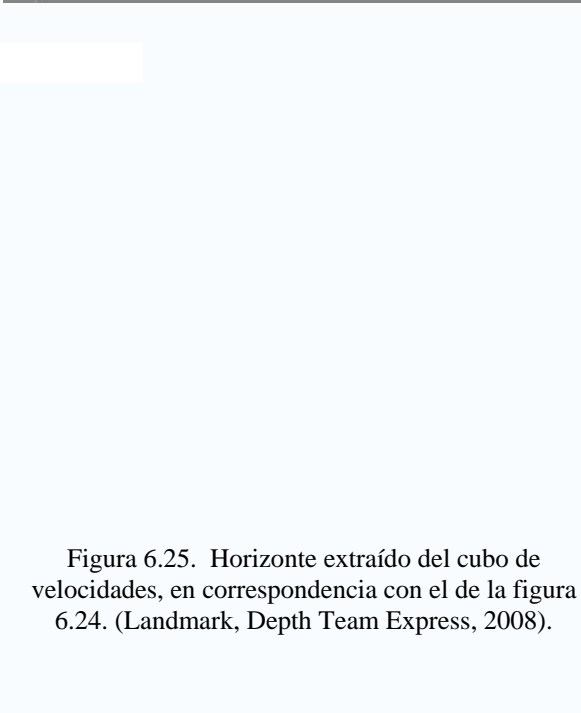 Figura 6.25. Horizonte extraído del cubo de
velocidades, en correspondencia con el de la figura
6.24. (Landmark, Depth Team Express, 2008).